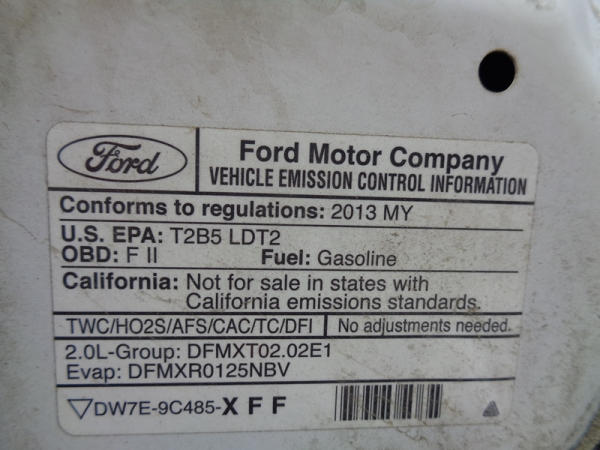 Ford
Ford Motor Company
VEHICLE EMISSION CONTROL INFORMATION
Conforms to regulations: 2013 MY
U.S. EPA: T2B5 LDT2
OBD: F II Fuel: Gasoline
California: Not for sale in states with
California emissions standards.
TWC/HO2S/AFS/CAC/TC/DFI No adjustments needed.
2.0L-Group: DFMXT02.02E1
Evap: DFMXR0125NBV
▽DW7E-9C485-XFF